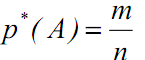 p*(A) = m/n